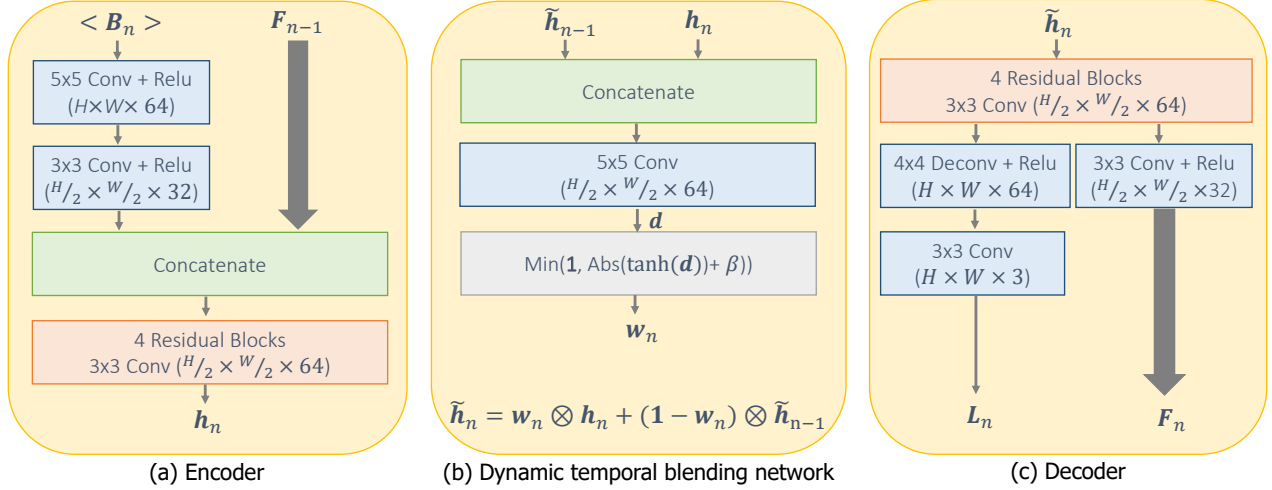 < B_n >
F_{n−1}
5x5 Conv + Relu
(H×W× 64)
3x3 Conv + Relu
(H/2 × W/2 × 32)
Concatenate
4 Residual Blocks
3x3 Conv (H/2 × W/2 × 64)
h_n
(a) Encoder
h̃_{n−1}
h_n
Concatenate
5x5 Conv
(H/2 × W/2 × 64)
d
Min(1, Abs(tanh(d))+ β))
w_n
h̃_n = w_n ⊗ h_n + (1 − w_n) ⊗ h̃_{n−1}
(b) Dynamic temporal blending network
h̃_n
4 Residual Blocks
3x3 Conv (H/2 × W/2 × 64)
4x4 Deconv + Relu
(H × W × 64)
3x3 Conv + Relu
(H/2 × W/2 ×32)
3x3 Conv
(H × W × 3)
L_n
F_n
(c) Decoder